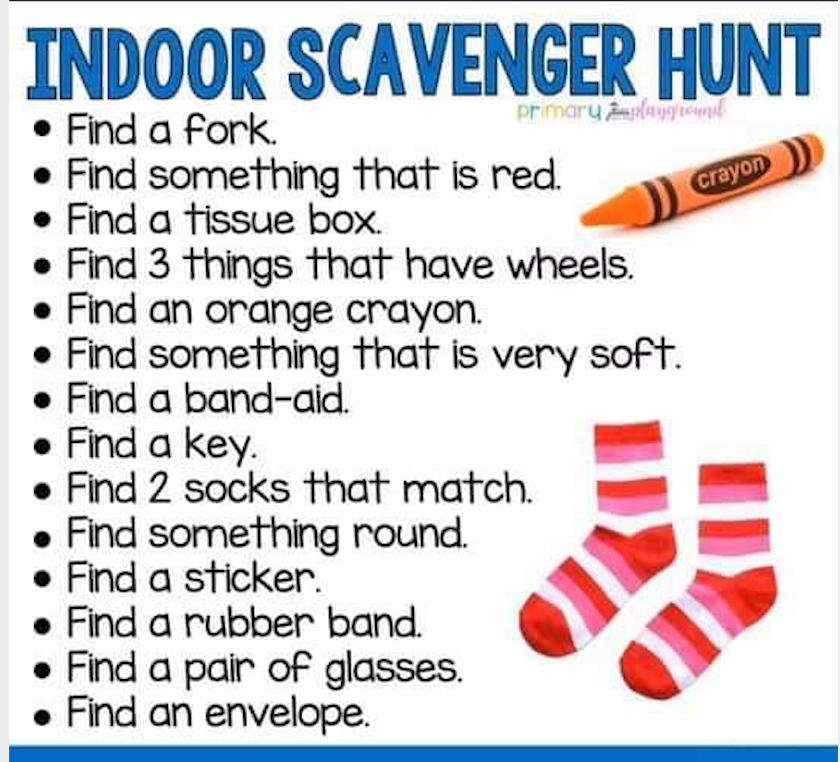 INDOOR SCAVENGER HUNT
primary playground
• Find a fork.
• Find something that is red.
crayon
• Find a tissue box.
• Find 3 things that have wheels.
• Find an orange crayon.
• Find something that is very soft.
• Find a band-aid.
• Find a key.
• Find 2 socks that match.
• Find something round.
• Find a sticker.
• Find a rubber band.
• Find a pair of glasses.
• Find an envelope.